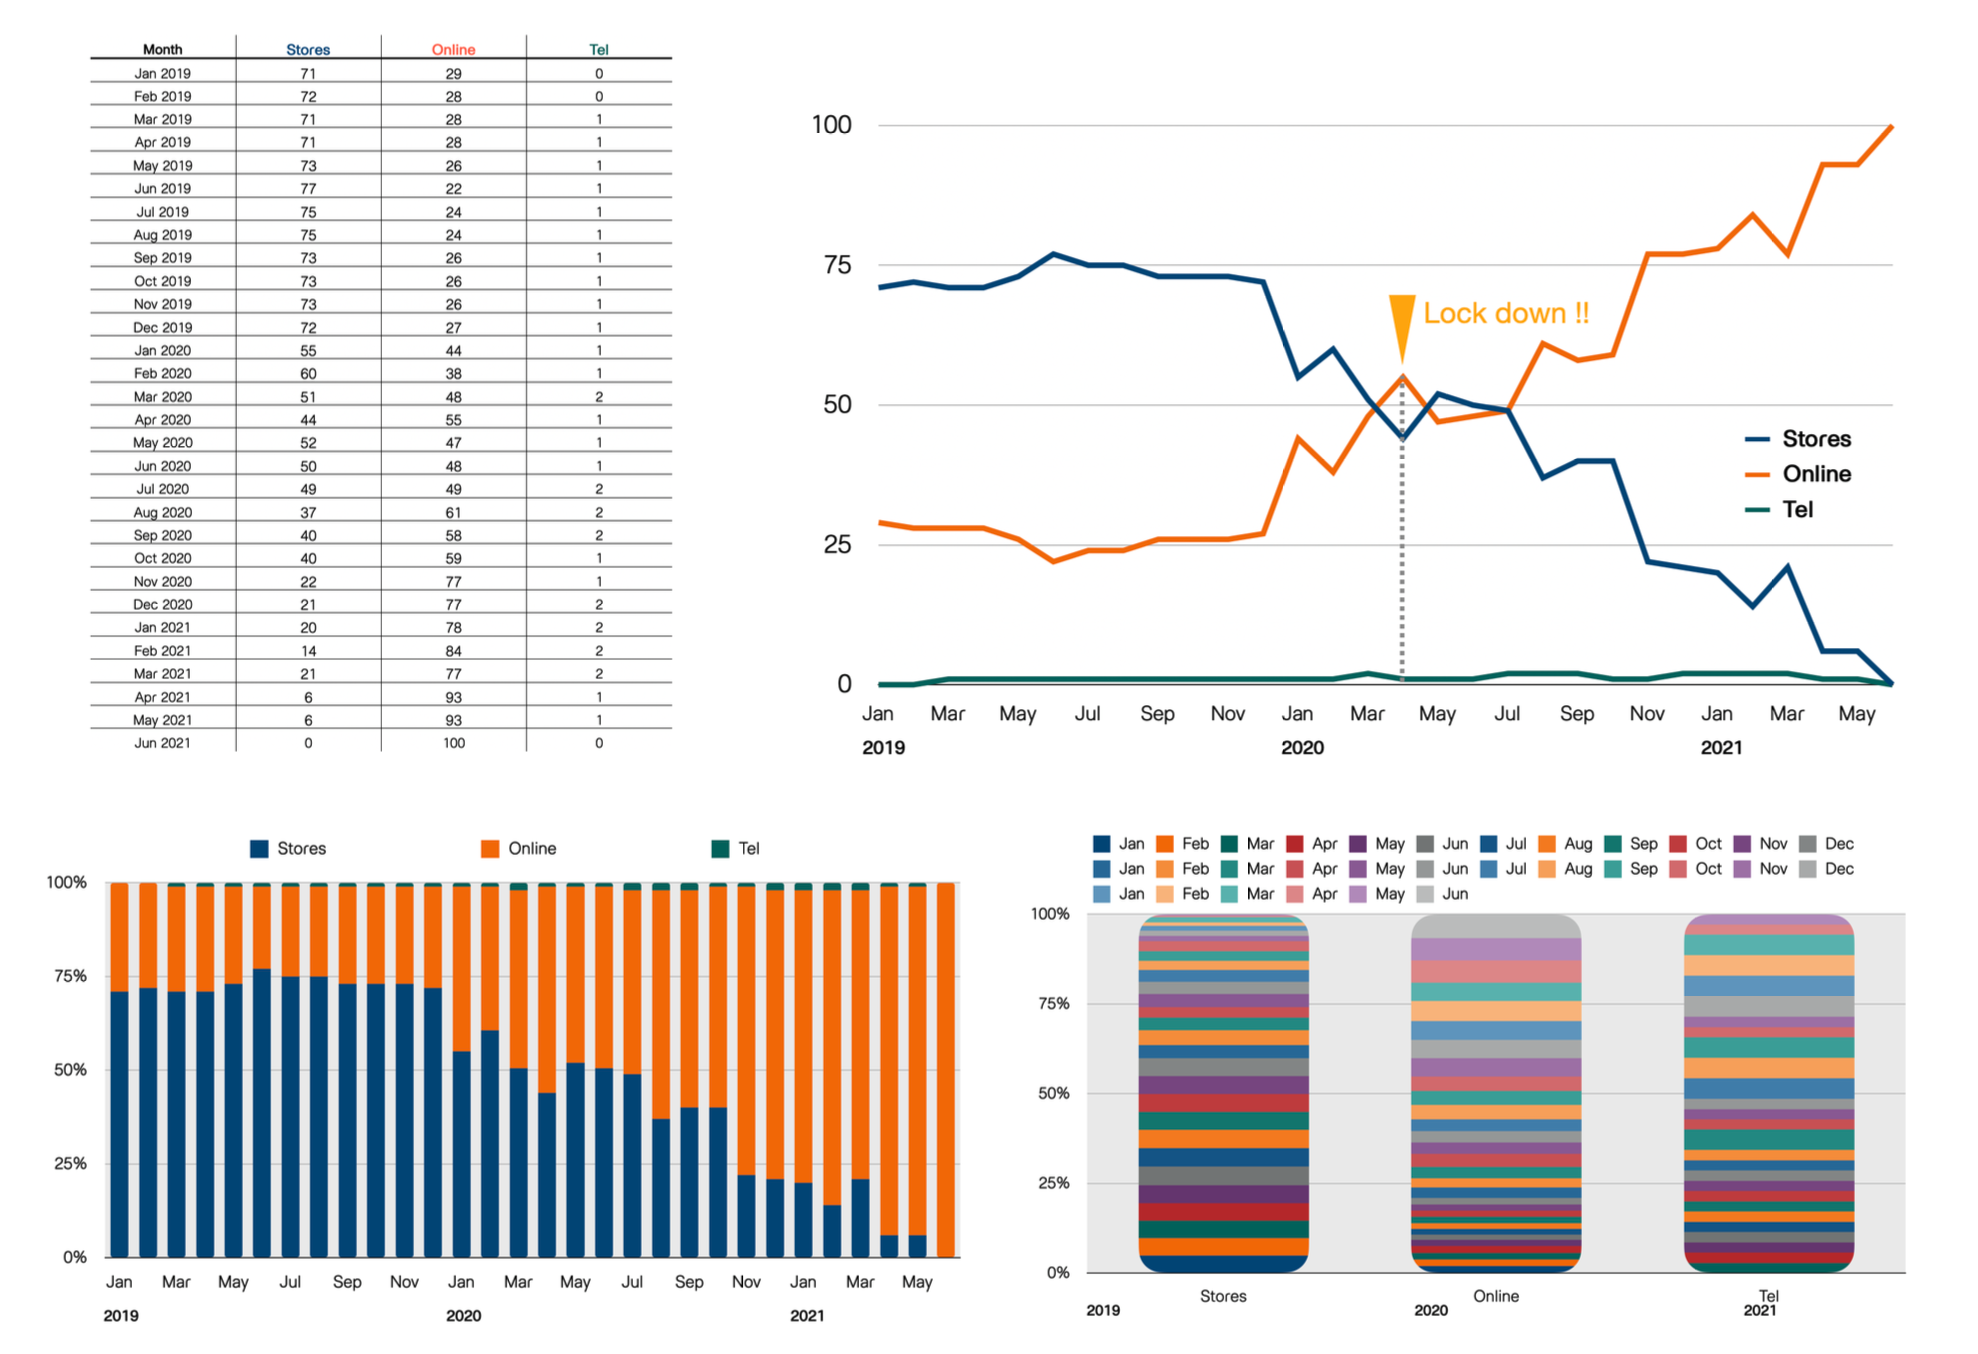 Month Stores Online Tel
Jan 2019 71 29 0
Feb 2019 72 28 0
Mar 2019 71 28 1
Apr 2019 71 28 1
May 2019 73 26 1
Jun 2019 77 22 1
Jul 2019 75 24 1
Aug 2019 75 24 1
Sep 2019 73 26 1
Oct 2019 73 26 1
Nov 2019 73 26 1
Dec 2019 72 27 1
Jan 2020 55 44 1
Feb 2020 60 38 1
Mar 2020 51 48 2
Apr 2020 44 55 1
May 2020 52 47 1
Jun 2020 50 48 1
Jul 2020 49 49 2
Aug 2020 37 61 2
Sep 2020 40 58 2
Oct 2020 40 59 1
Nov 2020 22 77 1
Dec 2020 21 77 2
Jan 2021 20 78 2
Feb 2021 14 84 2
Mar 2021 21 77 2
Apr 2021 6 93 1
May 2021 6 93 1
Jun 2021 0 100 0
100
75
Lock down !!
50
Stores
Online
Tel
25
0
Jan Mar May Jul Sep Nov Jan Mar May Jul Sep Nov Jan Mar May
2019 2020 2021
Stores Online Tel
100%
75%
50%
25%
0%
Jan Mar May Jul Sep Nov Jan Mar May Jul Sep Nov Jan Mar May
2019 2020 2021
Jan Feb Mar Apr May Jun Jul Aug Sep Oct Nov Dec
Jan Feb Mar Apr May Jun Jul Aug Sep Oct Nov Dec
Jan Feb Mar Apr May Jun
100%
75%
50%
25%
0%
Stores Online Tel
2019 2020 2021